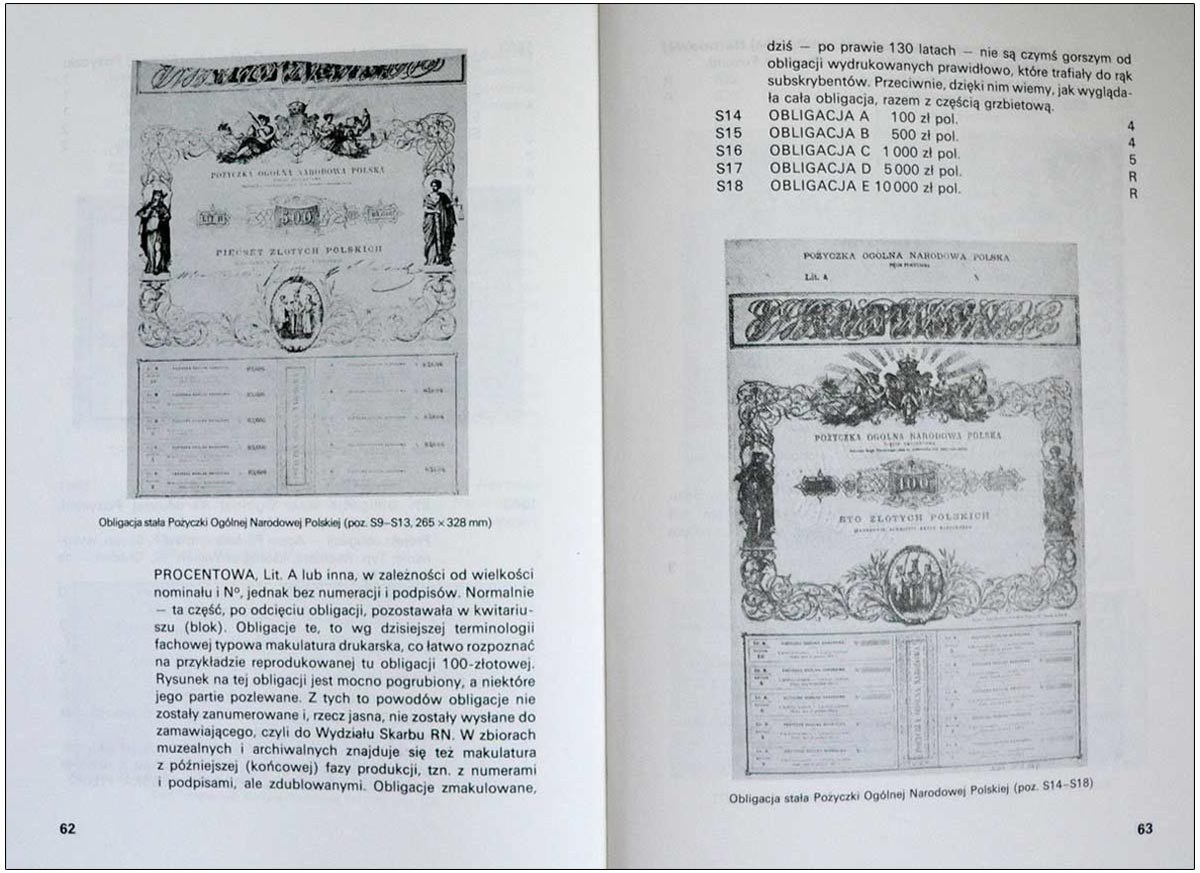 POŻYCZKA OGÓLNA NARODOWA POLSKA
LIT B 500
PIĘĆSET ZŁOTYCH POLSKICH
Obligacja stała Pożyczki Ogólnej Narodowej Polskiej (poz. S9–S13, 265 × 328 mm)
PROCENTOWA, Lit. A lub inna, w zależności od wielkości
nominału i Nº, jednak bez numeracji i podpisów. Normalnie
— ta część, po odcięciu obligacji, pozostawała w kwitariu-
szu (blok). Obligacje te, to wg dzisiejszej terminologii
fachowej typowa makulatura drukarska, co łatwo rozpoznać
na przykładzie reprodukowanej tu obligacji 100-złotowej.
Rysunek na tej obligacji jest mocno pogrubiony, a niektóre
jego partie pozlewane. Z tych to powodów obligacje nie
zostały zanumerowane i, rzecz jasna, nie zostały wysłane do
zamawiającego, czyli do Wydziału Skarbu RN. W zbiorach
muzealnych i archiwalnych znajduje się też makulatura
z późniejszej (końcowej) fazy produkcji, tzn. z numerami
i podpisami, ale zdublowanymi. Obligacje zmakulowane,
62
dziś — po prawie 130 latach — nie są czymś gorszym od
obligacji wydrukowanych prawidłowo, które trafiały do rąk
subskrybentów. Przeciwnie, dzięki nim wiemy, jak wygląda-
ła cała obligacja, razem z częścią grzbietową.
S14 OBLIGACJA A 100 zł pol. 4
S15 OBLIGACJA B 500 zł pol. 4
S16 OBLIGACJA C 1 000 zł pol. 5
S17 OBLIGACJA D 5 000 zł pol. R
S18 OBLIGACJA E 10 000 zł pol. R
POŻYCZKA OGÓLNA NARODOWA POLSKA
Lit. A N
POŻYCZKA OGÓLNA NARODOWA POLSKA
100
STO ZŁOTYCH POLSKICH
POŻYCZKA OGÓLNA NARODOWA
Obligacja stała Pożyczki Ogólnej Narodowej Polskiej (poz. S14–S18)
63